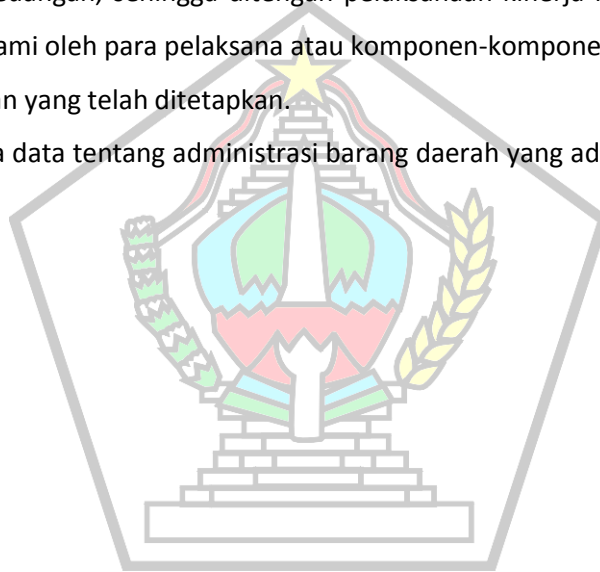 sehingga ditengah pelaksanaan kinerja
ami oleh para pelaksana atau komponen-kompone
an yang telah ditetapkan.
a data tentang administrasi barang daerah yang ad